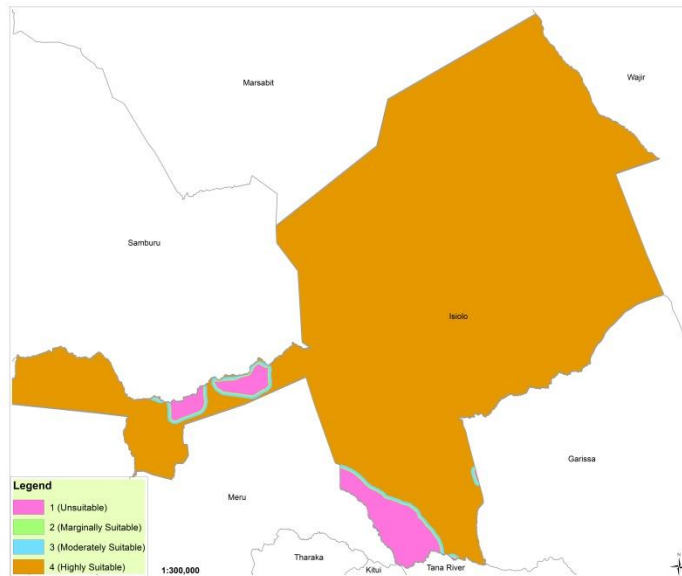 Marsabit
Wajir
Samburu
Isiolo
Garissa
Meru
Tharaka
Kitui
Tana River
Legend
1 (Unsuitable)
2 (Marginally Suitable)
3 (Moderately Suitable)
4 (Highly Suitable)
1:300,000
N